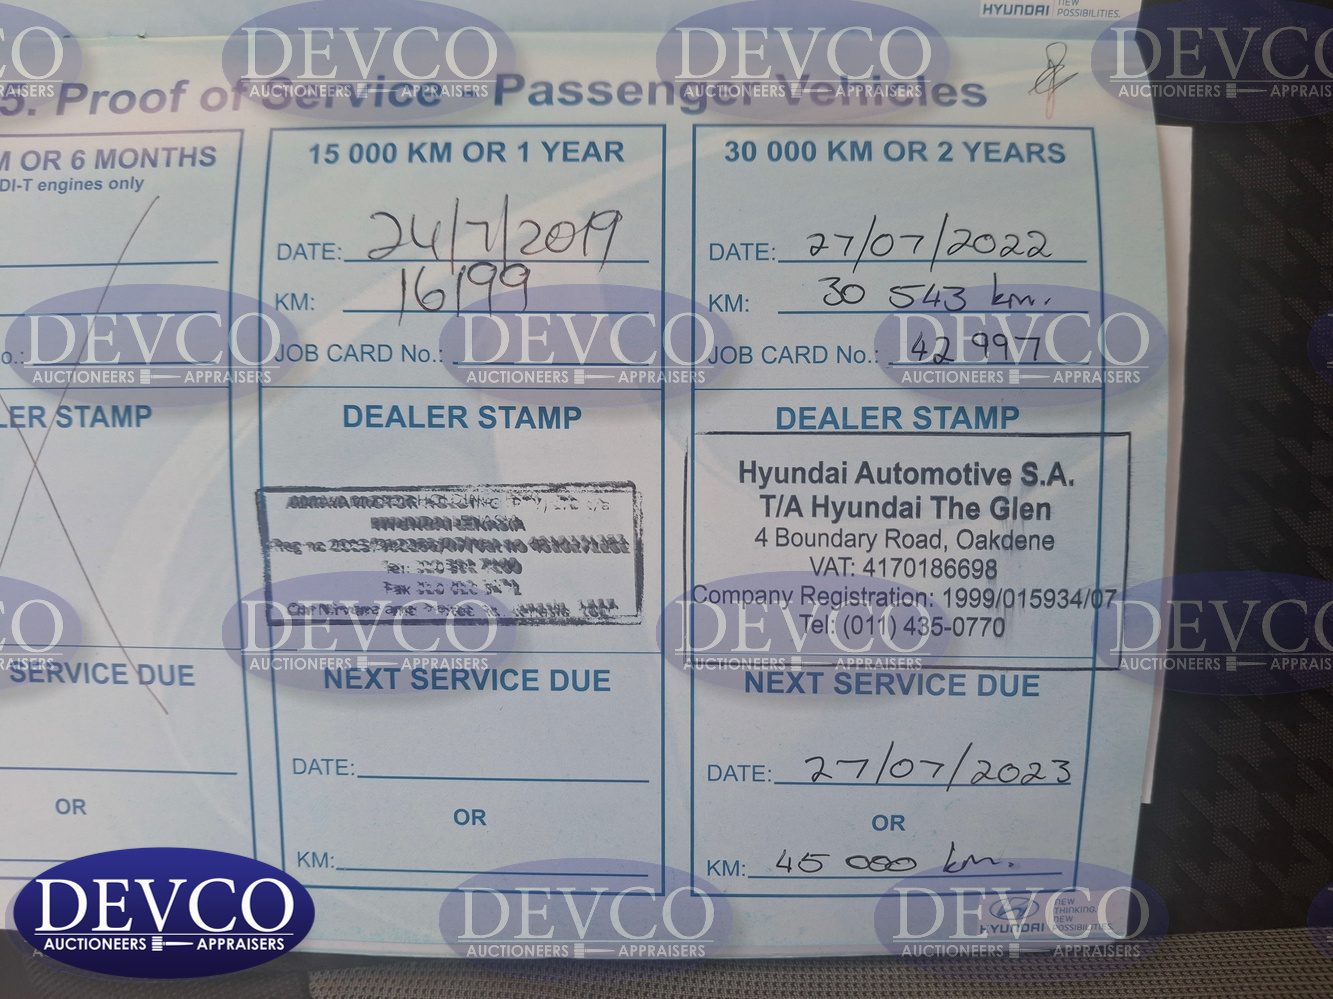 HYUNDAI NEW POSSIBILITIES.
5. Proof of Service - Passenger Vehicles
M OR 6 MONTHS
DI-T engines only
o.:
LER STAMP
SERVICE DUE
OR
15 000 KM OR 1 YEAR
DATE: 24/7/2019
KM: 16199
JOB CARD No.:
DEALER STAMP
HYUNDAI LENASIA
NEXT SERVICE DUE
DATE:
OR
KM:
30 000 KM OR 2 YEARS
DATE: 27/07/2022
KM: 30 543 km.
JOB CARD No.: 42 997
DEALER STAMP
Hyundai Automotive S.A.
T/A Hyundai The Glen
4 Boundary Road, Oakdene
VAT: 4170186698
Company Registration: 1999/015934/07
Tel: (011) 435-0770
NEXT SERVICE DUE
DATE: 27/07/2023
OR
KM: 45 000 km.
HYUNDAI NEW THINKING. NEW POSSIBILITIES.
DEVCO
AUCTIONEERS APPRAISERS